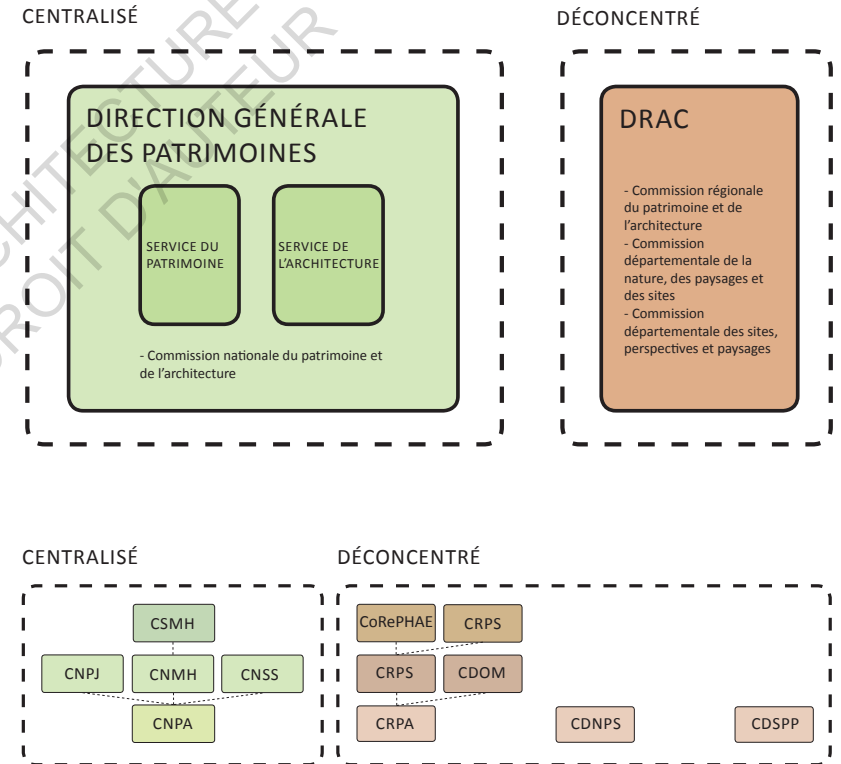 CENTRALISÉ
DÉCONCENTRÉ
DIRECTION GÉNÉRALE
DES PATRIMOINES
SERVICE DU
PATRIMOINE
SERVICE DE
L'ARCHITECTURE
- Commission nationale du patrimoine et
de l'architecture
DRAC
- Commission régionale
du patrimoine et de
l'architecture
- Commission
départementale de la
nature, des paysages et
des sites
- Commission
départementale des sites,
perspectives et paysages
CENTRALISÉ
DÉCONCENTRÉ
CSMH
CNPJ
CNMH
CNSS
CNPA
CoRePHAE
CRPS
CRPS
CDOM
CRPA
CDNPS
CDSPP
DROIT D'AUTEUR